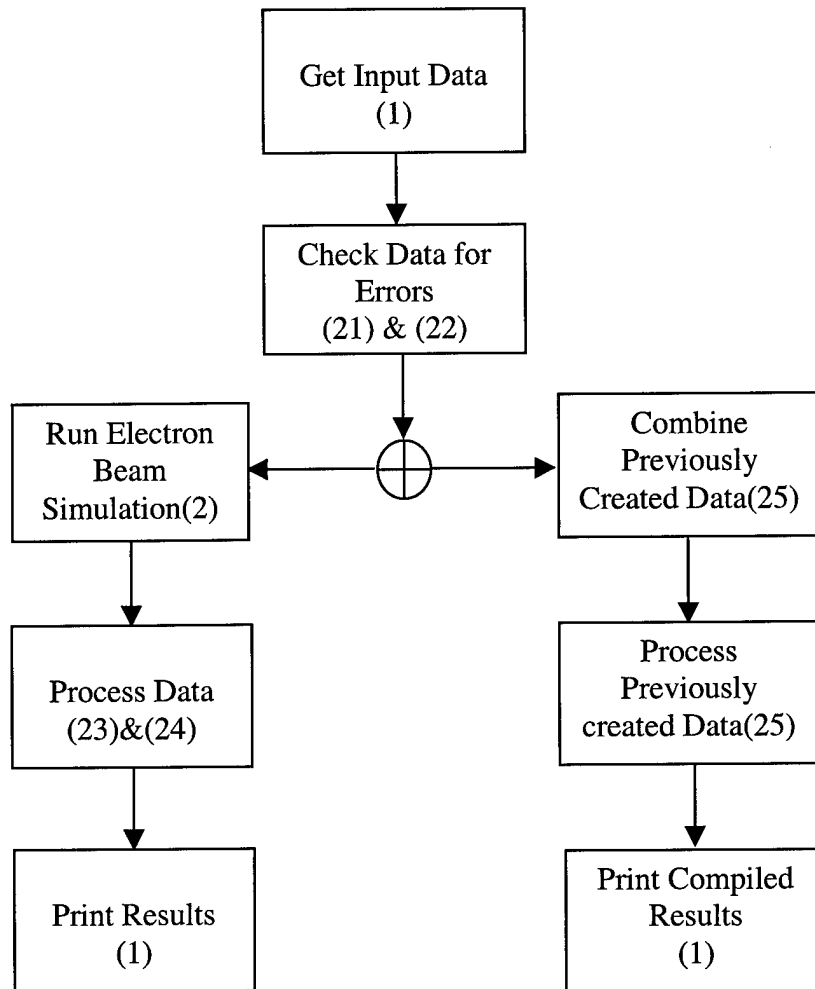 Get Input Data
(1)
Check Data for
Errors
(21) & (22)
Run Electron
Beam
Simulation(2)
Combine
Previously
Created Data(25)
Process Data
(23)&(24)
Process
Previously
created Data(25)
Print Results
(1)
Print Compiled
Results
(1)